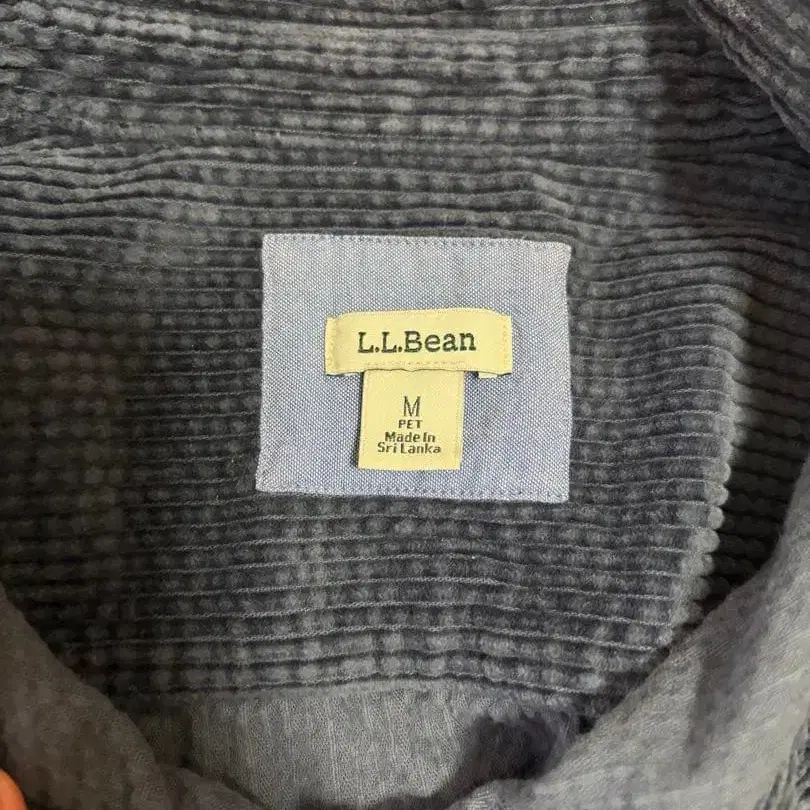 L.L.Bean
M
PET
Made In
Sri Lanka